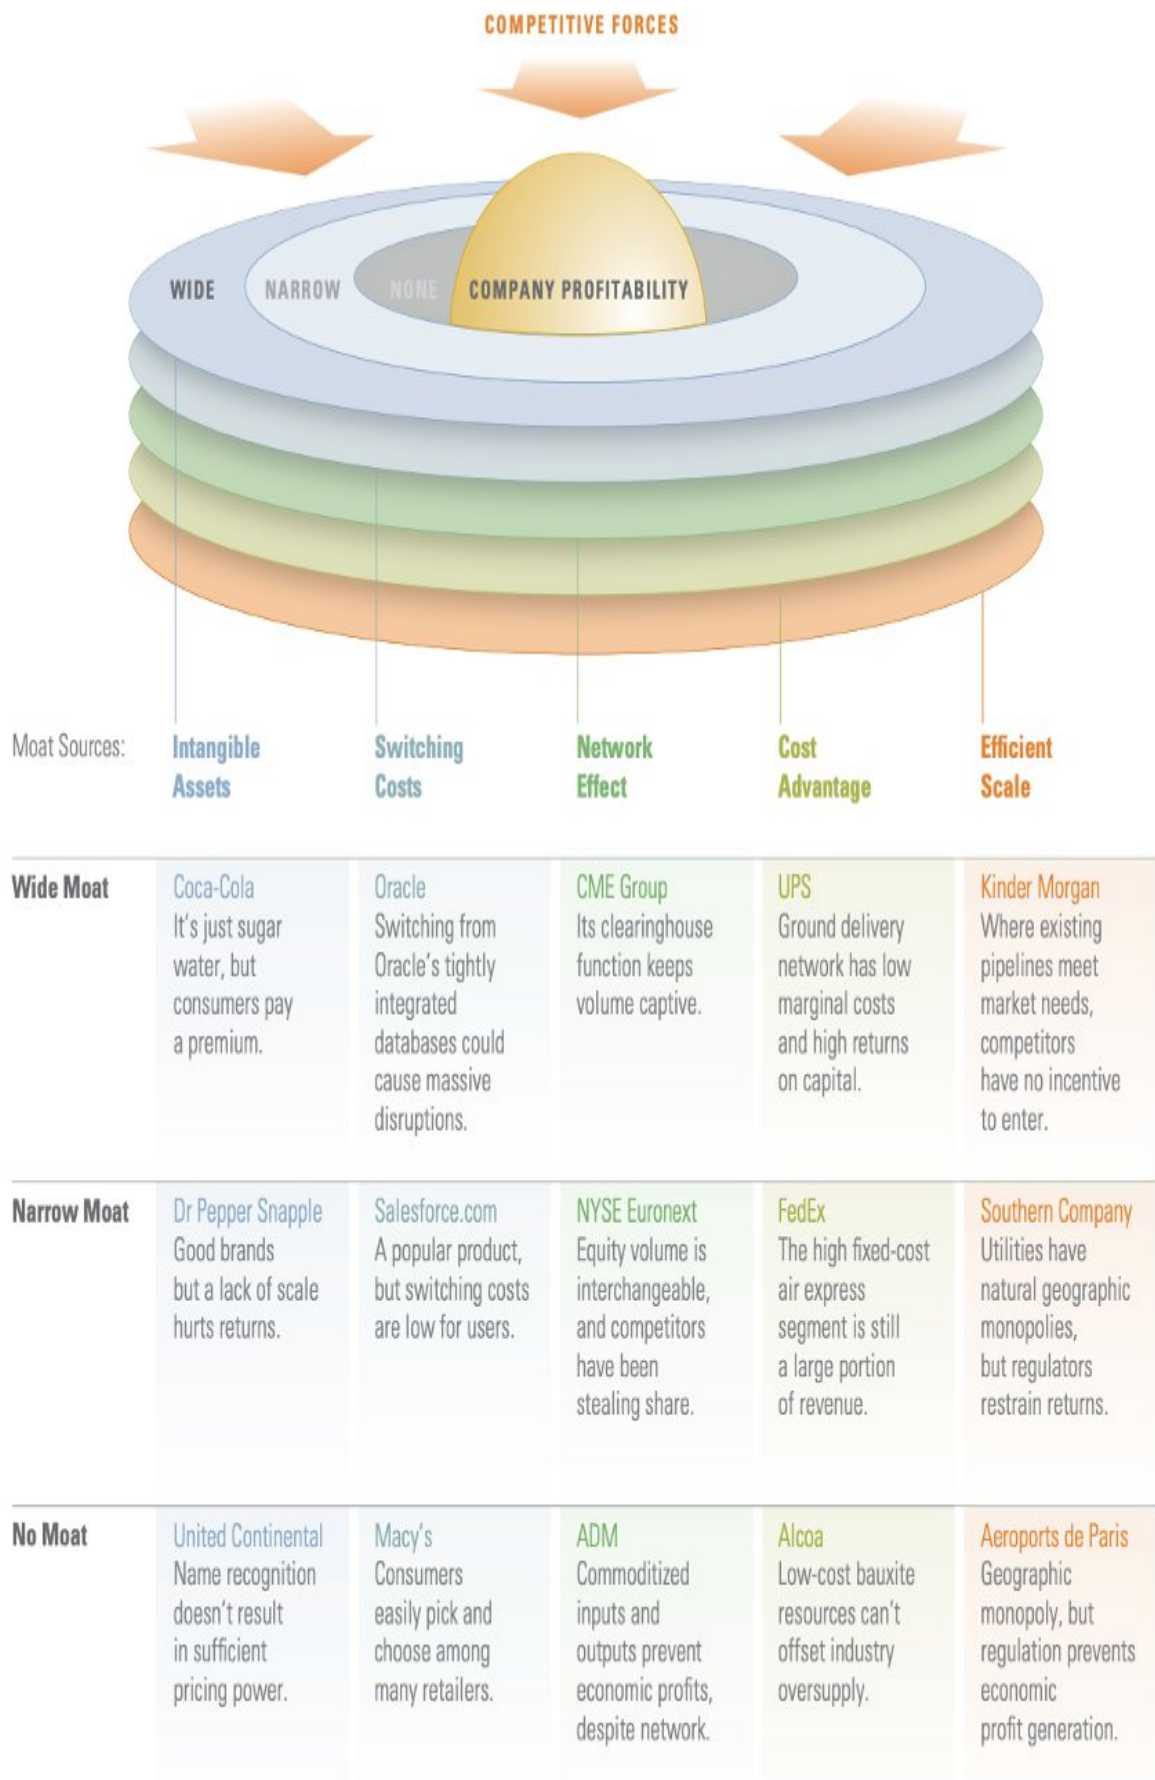 COMPETITIVE FORCES
WIDE
NARROW
NONE
COMPANY PROFITABILITY
Moat Sources:
Intangible
Assets
Switching
Costs
Network
Effect
Cost
Advantage
Efficient
Scale
Wide Moat
Coca-Cola
It's just sugar
water, but
consumers pay
a premium.
Oracle
Switching from
Oracle's tightly
integrated
databases could
cause massive
disruptions.
CME Group
Its clearinghouse
function keeps
volume captive.
UPS
Ground delivery
network has low
marginal costs
and high returns
on capital.
Kinder Morgan
Where existing
pipelines meet
market needs,
competitors
have no incentive
to enter.
Narrow Moat
Dr Pepper Snapple
Good brands
but a lack of scale
hurts returns.
Salesforce.com
A popular product,
but switching costs
are low for users.
NYSE Euronext
Equity volume is
interchangeable,
and competitors
have been
stealing share.
FedEx
The high fixed-cost
air express
segment is still
a large portion
of revenue.
Southern Company
Utilities have
natural geographic
monopolies,
but regulators
restrain returns.
No Moat
United Continental
Name recognition
doesn't result
in sufficient
pricing power.
Macy's
Consumers
easily pick and
choose among
many retailers.
ADM
Commoditized
inputs and
outputs prevent
economic profits,
despite network.
Alcoa
Low-cost bauxite
resources can't
offset industry
oversupply.
Aeroports de Paris
Geographic
monopoly, but
regulation prevents
economic
profit generation.